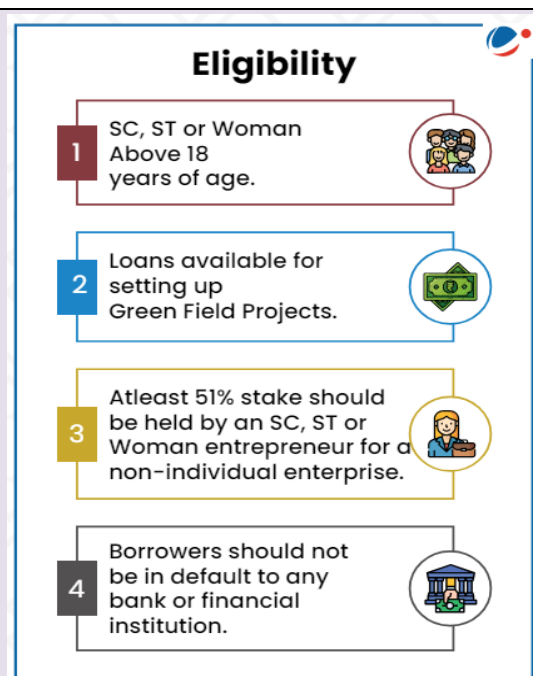 Eligibility
1
SC, ST or Woman
Above 18
years of age.
2
Loans available for
setting up
Green Field Projects.
3
Atleast 51% stake should
be held by an SC, ST or
Woman entrepreneur for a
non-individual enterprise.
4
Borrowers should not
be in default to any
bank or financial
institution.